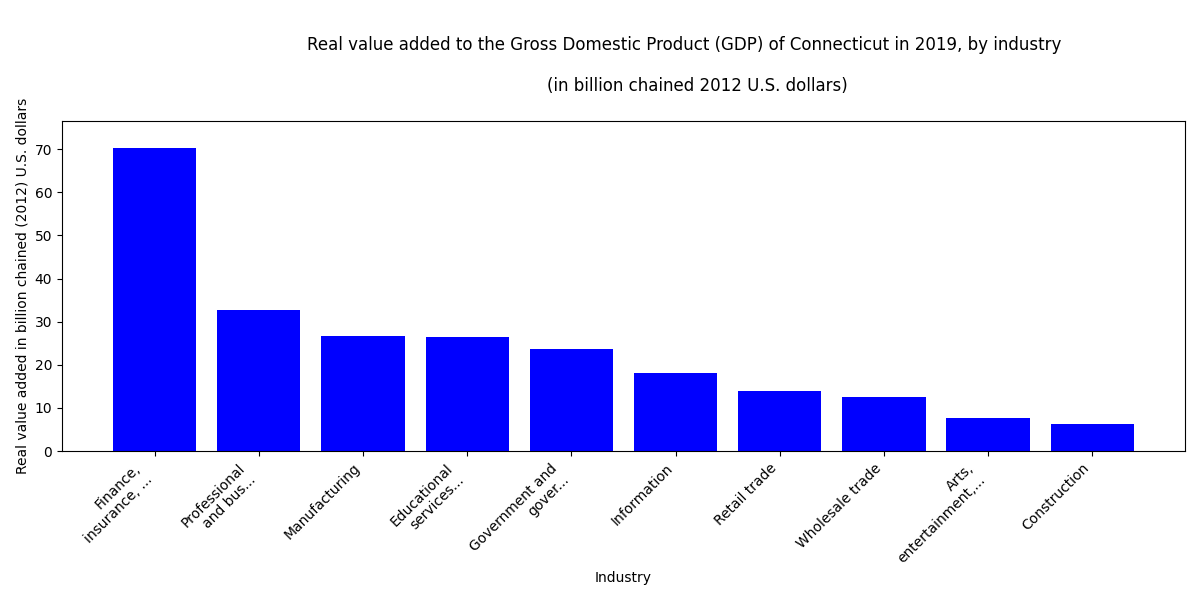 Real value added to the Gross Domestic Product (GDP) of Connecticut in 2019, by industry
(in billion chained 2012 U.S. dollars)
Real value added in billion chained (2012) U.S. dollars
70
60
50
40
30
20
10
0
Finance,
insurance, ...
Professional
and bus...
Manufacturing
Educational
services...
Government and
gover...
Information
Retail trade
Wholesale trade
Arts,
entertainment,...
Construction
Industry